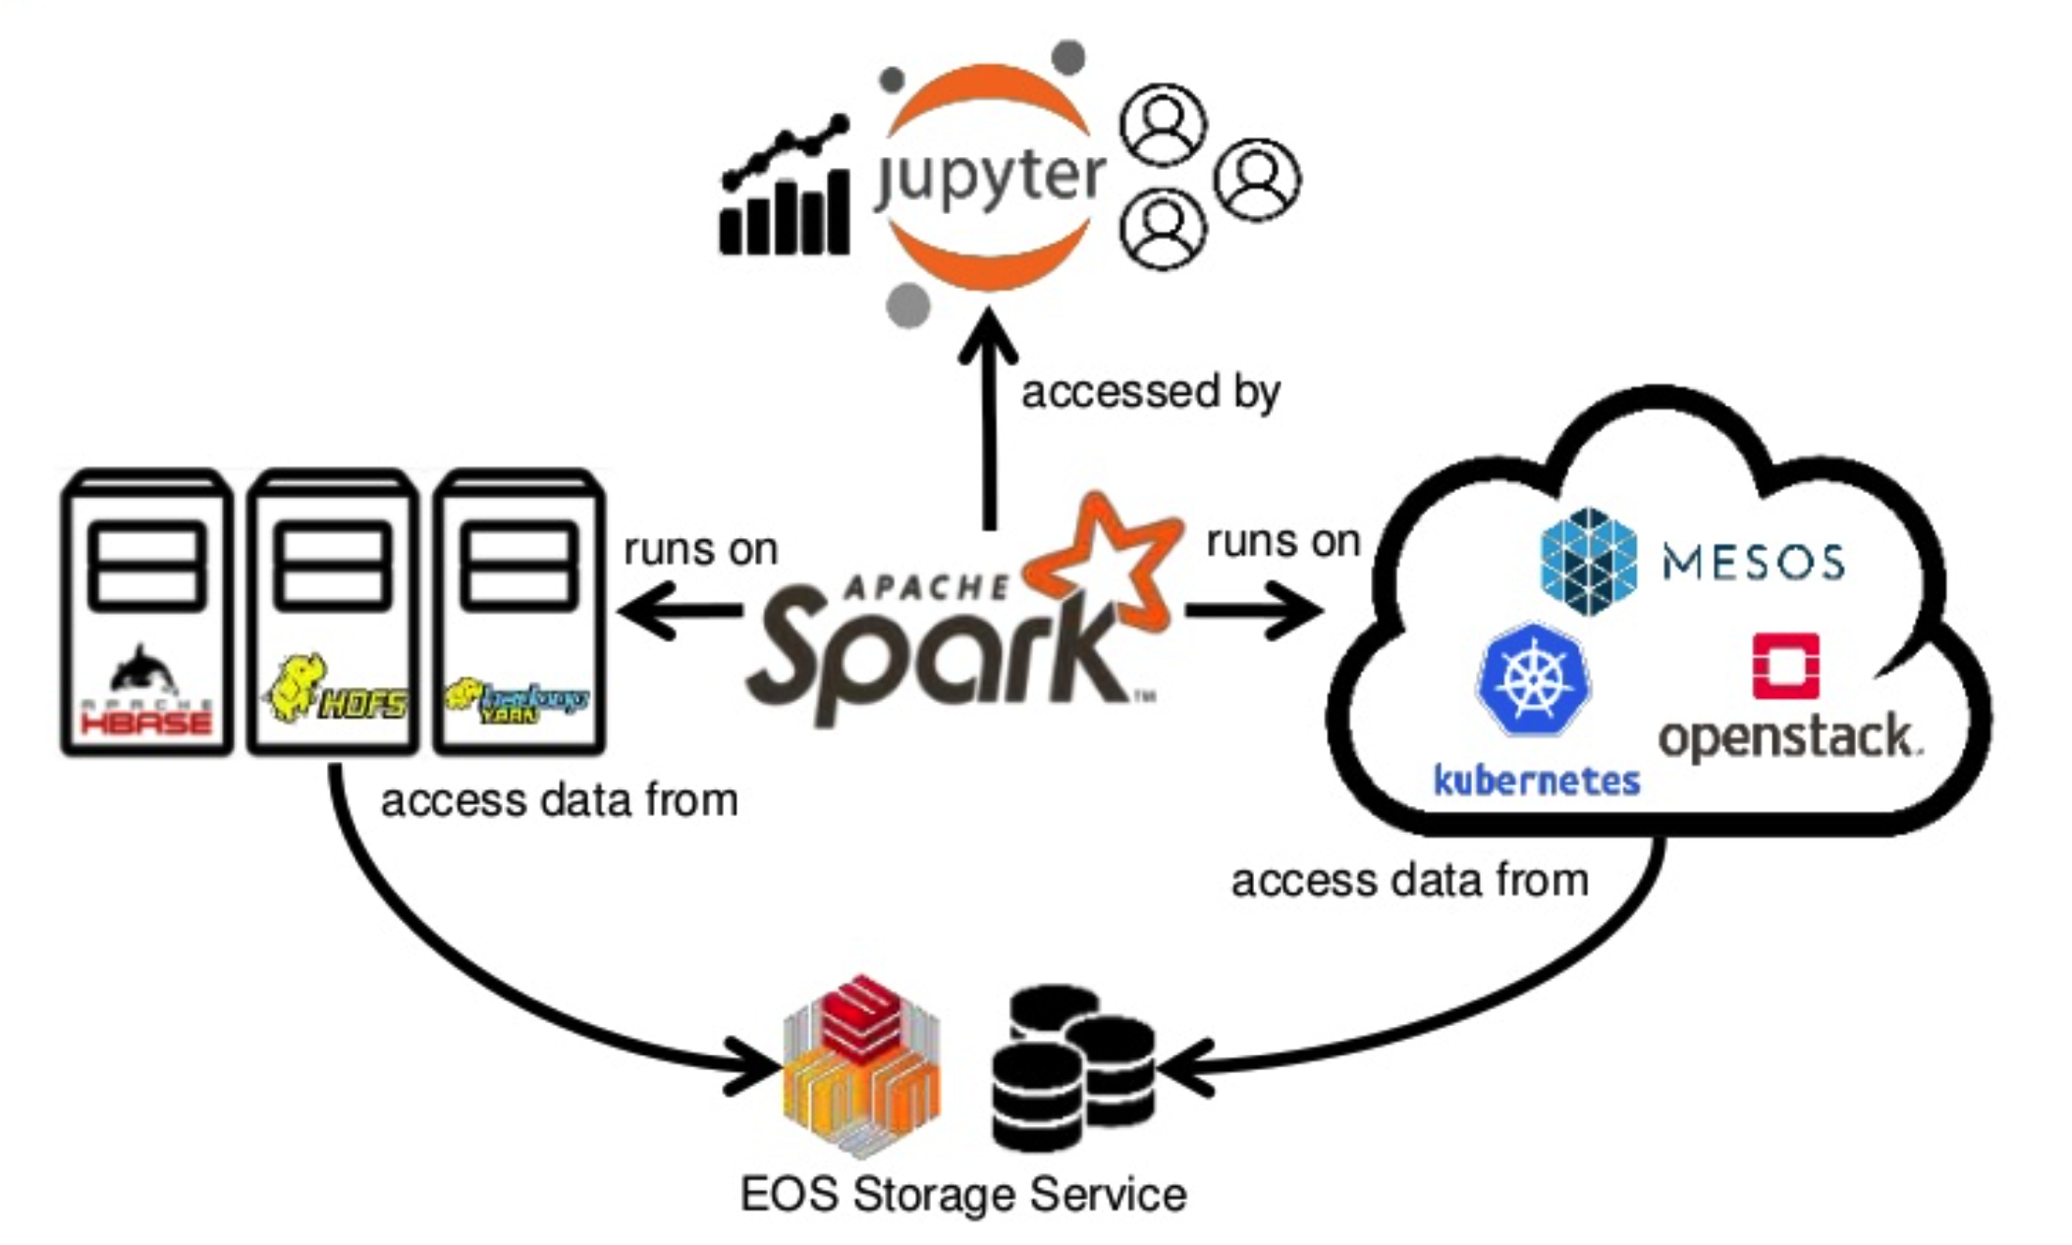 jupyter
accessed by
runs on
APACHE
Spark™
runs on
MESOS
kubernetes
openstack.
APACHE
HBASE
HDFS
hadoop
YARN
access data from
access data from
EOS Storage Service